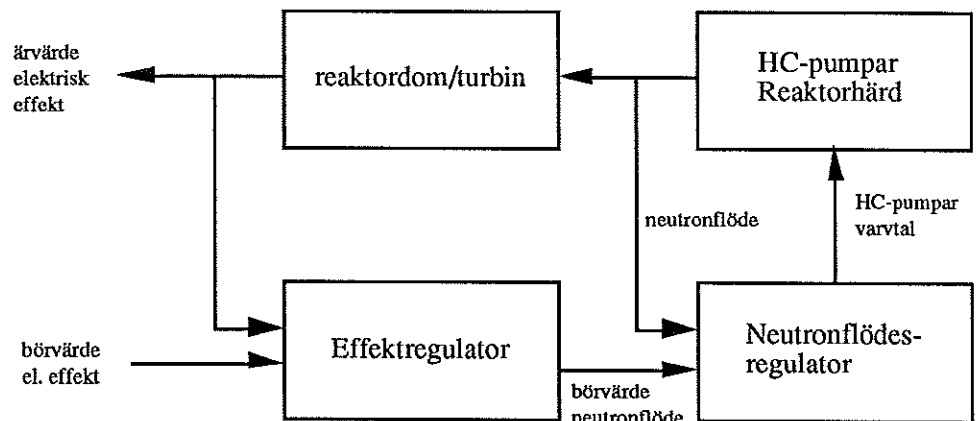 ärvärde
elektrisk
effekt
reaktordom/turbin
HC-pumpar
Reaktorhärd
neutronflöde
HC-pumpar
varvtal
börvärde
el. effekt
Effektregulator
börvärde
neutronflöde
Neutronflödes-
regulator